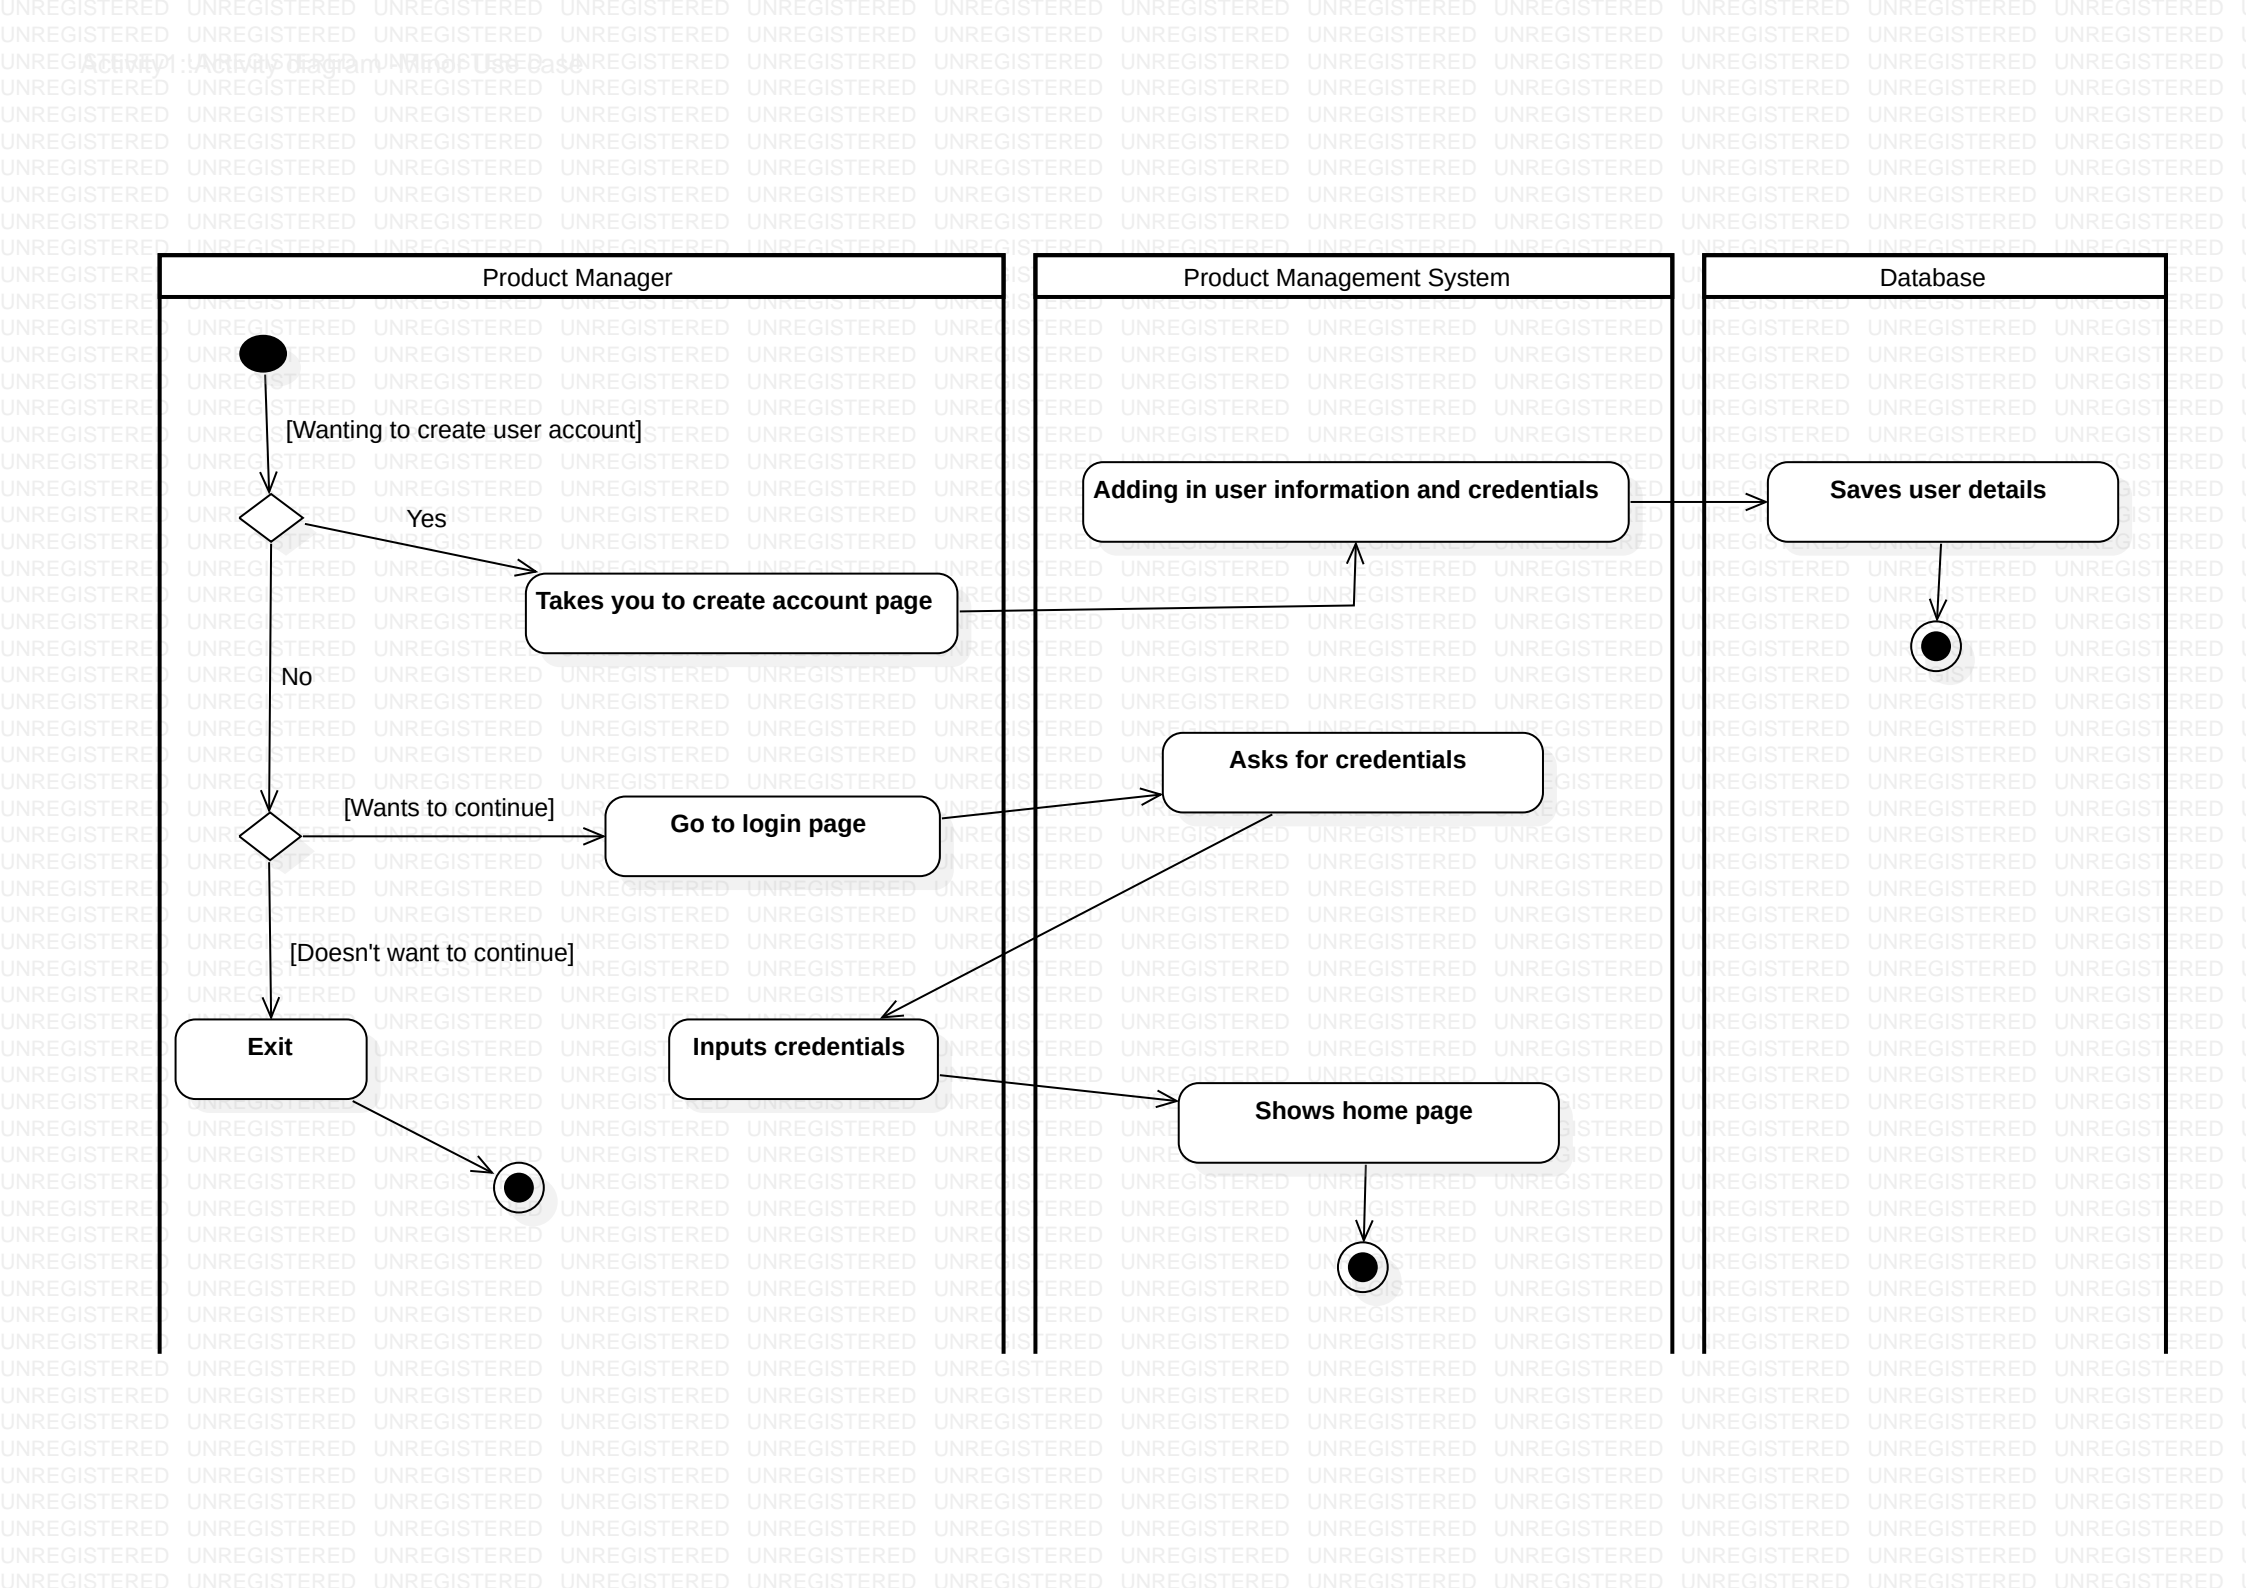 Activity1::Activity diagram -Minor Use case
Product Manager
Product Management System
Database
[Wanting to create user account]
Adding in user information and credentials
Saves user details
Yes
Takes you to create account page
No
Asks for credentials
[Wants to continue]
Go to login page
[Doesn't want to continue]
Exit
Inputs credentials
Shows home page
UNREGISTERED